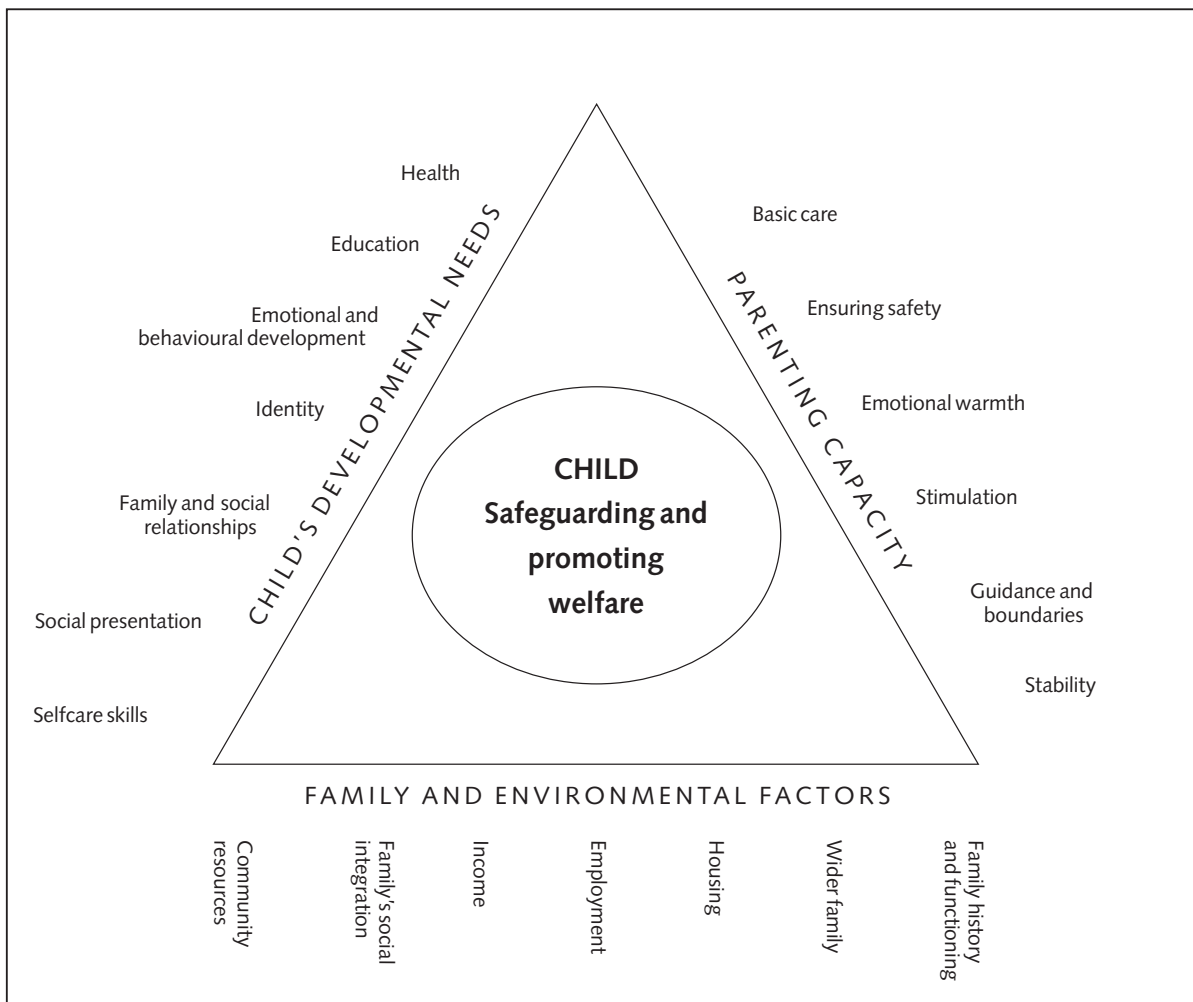 Health
Education
Emotional and
behavioural development
Identity
Family and social
relationships
Social presentation
Selfcare skills
CHILD'S DEVELOPMENTAL NEEDS
CHILD
Safeguarding and
promoting
welfare
PARENTING CAPACITY
Basic care
Ensuring safety
Emotional warmth
Stimulation
Guidance and
boundaries
Stability
FAMILY AND ENVIRONMENTAL FACTORS
Community
resources
Family's social
integration
Income
Employment
Housing
Wider family
Family history
and functioning